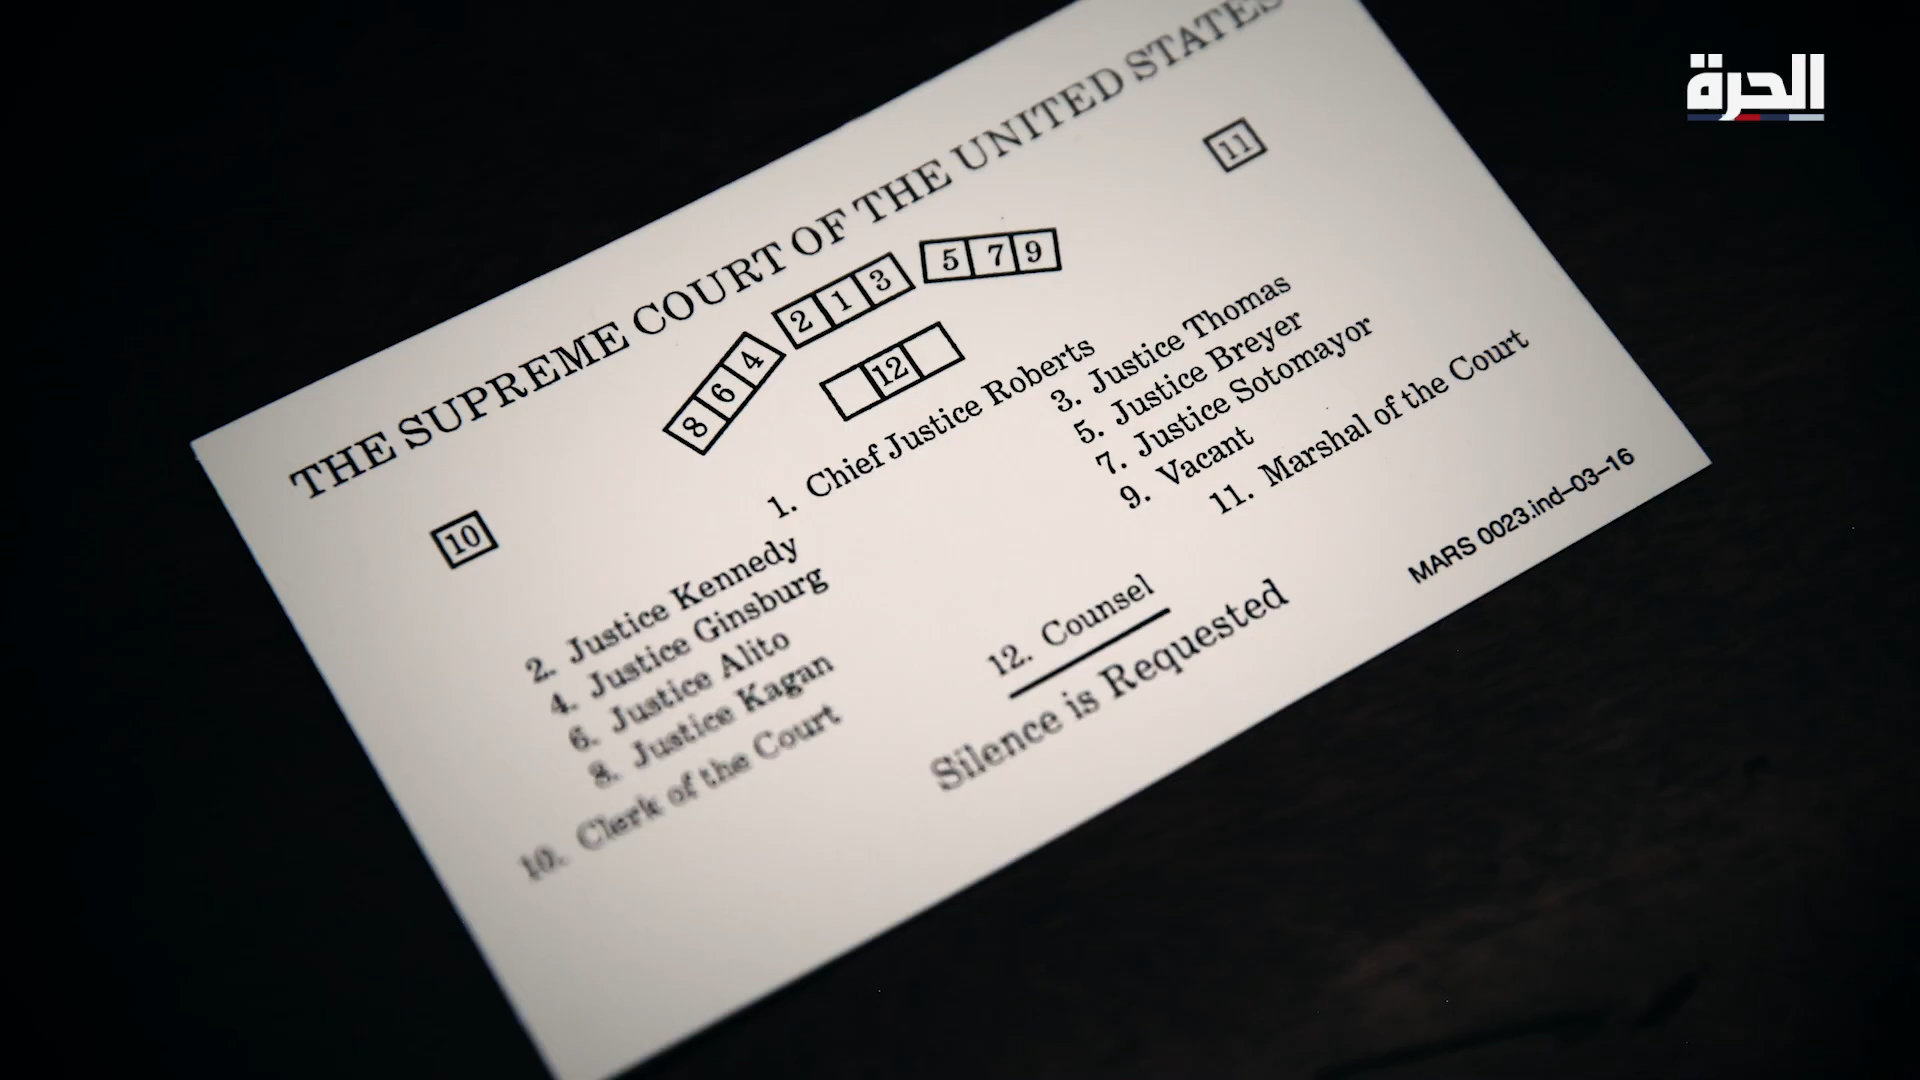 الحرة
THE SUPREME COURT OF THE UNITED STATES
11
8 6 4 2 1 3 5 7 9
12
10
1. Chief Justice Roberts
2. Justice Kennedy
4. Justice Ginsburg
6. Justice Alito
8. Justice Kagan
10. Clerk of the Court
3. Justice Thomas
5. Justice Breyer
7. Justice Sotomayor
9. Vacant
11. Marshal of the Court
12. Counsel
Silence is Requested
MARS 0023.ind–03–16